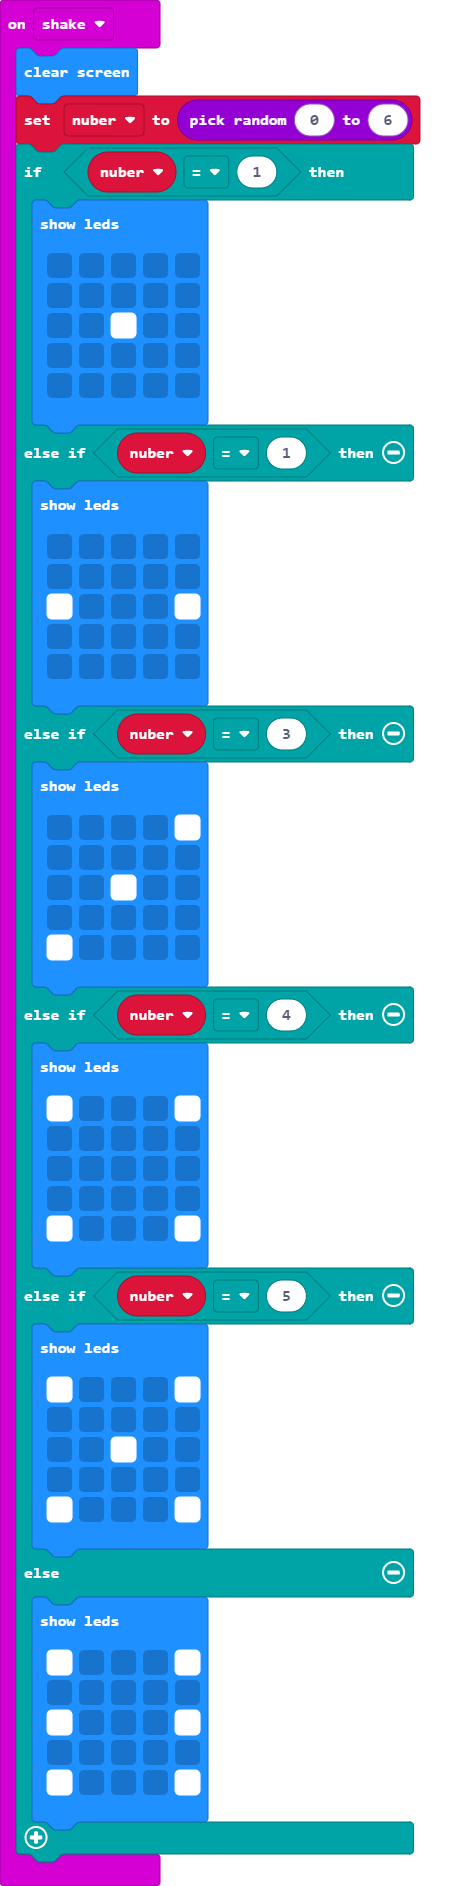 on shake
clear screen
set nuber to pick random 0 to 6
if nuber = 1 then
show leds
else if nuber = 1 then
show leds
else if nuber = 3 then
show leds
else if nuber = 4 then
show leds
else if nuber = 5 then
show leds
else
show leds